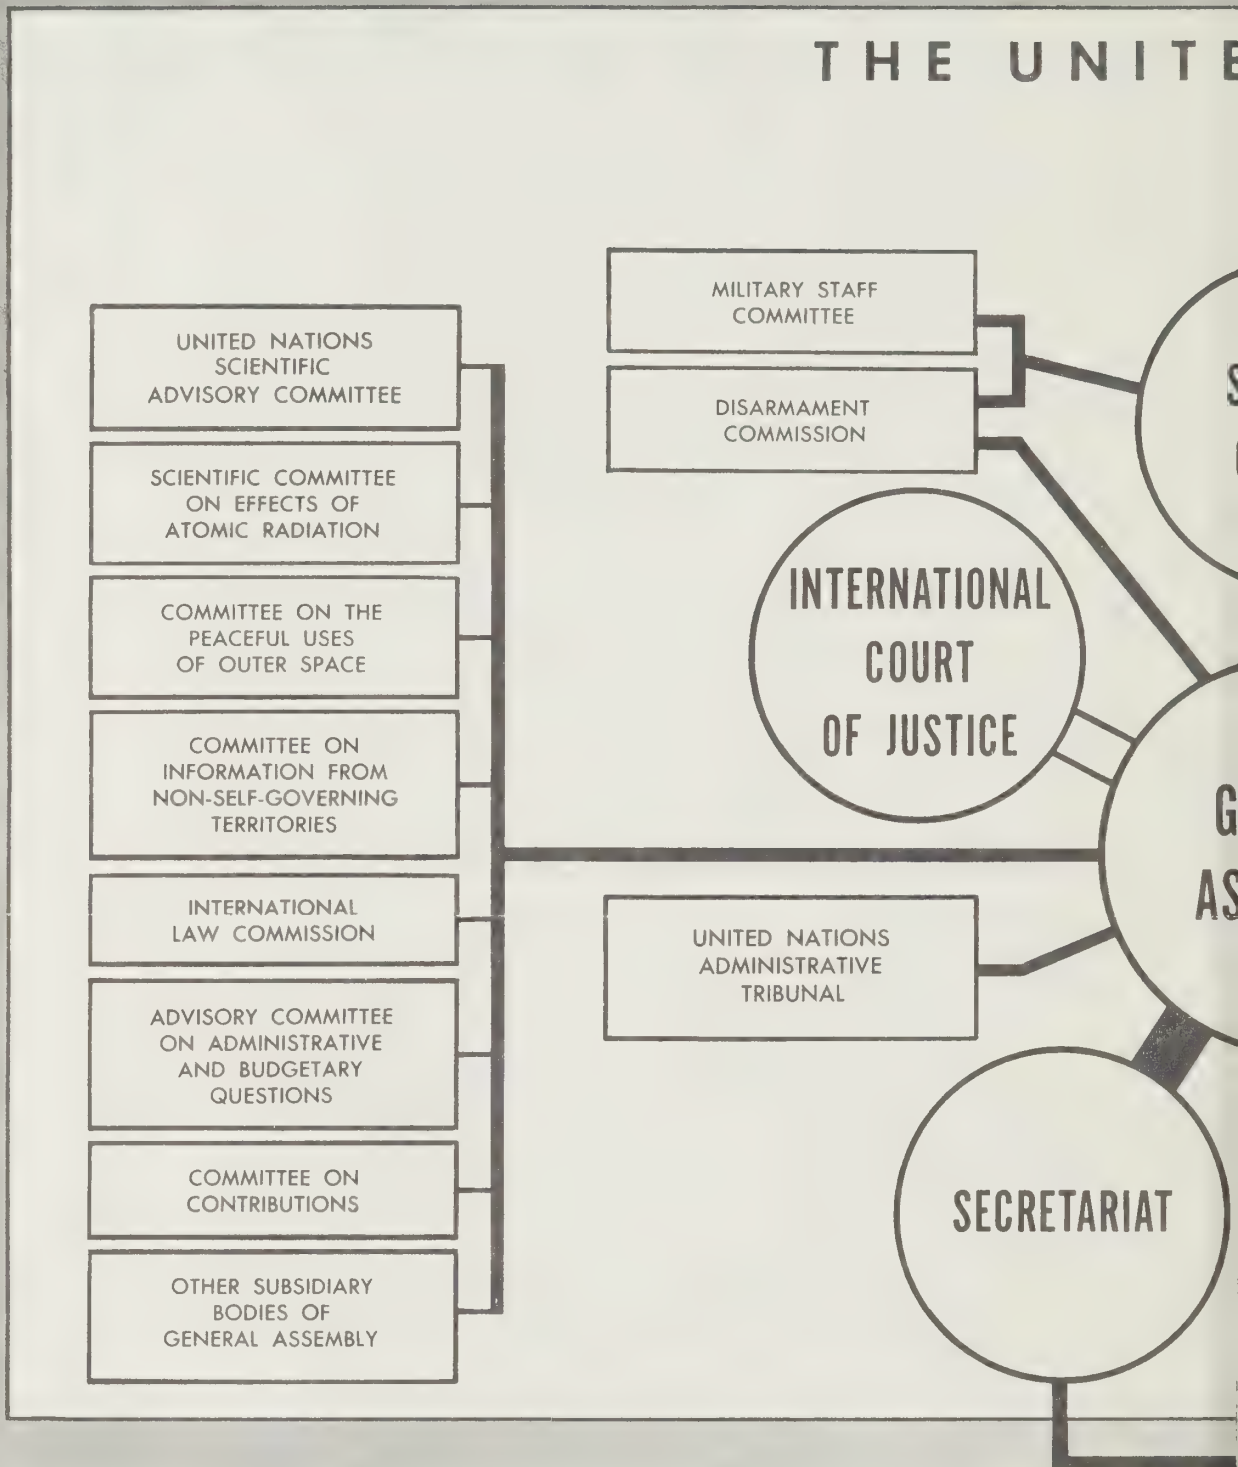 THE
UNITED NATIONS
SCIENTIFIC
ADVISORY COMMITTEE
SCIENTIFIC COMMITTEE
ON EFFECTS OF
ATOMIC RADIATION
COMMITTEE ON THE
PEACEFUL USES
OF OUTER SPACE
COMMITTEE ON
INFORMATION FROM
NON-SELF-GOVERNING
TERRITORIES
INTERNATIONAL
LAW COMMISSION
ADVISORY COMMITTEE
ON ADMINISTRATIVE
AND BUDGETARY
QUESTIONS
COMMITTEE ON
CONTRIBUTIONS
OTHER SUBSIDIARY
BODIES OF
GENERAL ASSEMBLY
MILITARY STAFF
COMMITTEE
DISARMAMENT
COMMISSION
INTERNATIONAL
COURT
OF JUSTICE
UNITED NATIONS
ADMINISTRATIVE
TRIBUNAL
SECRETARIAT